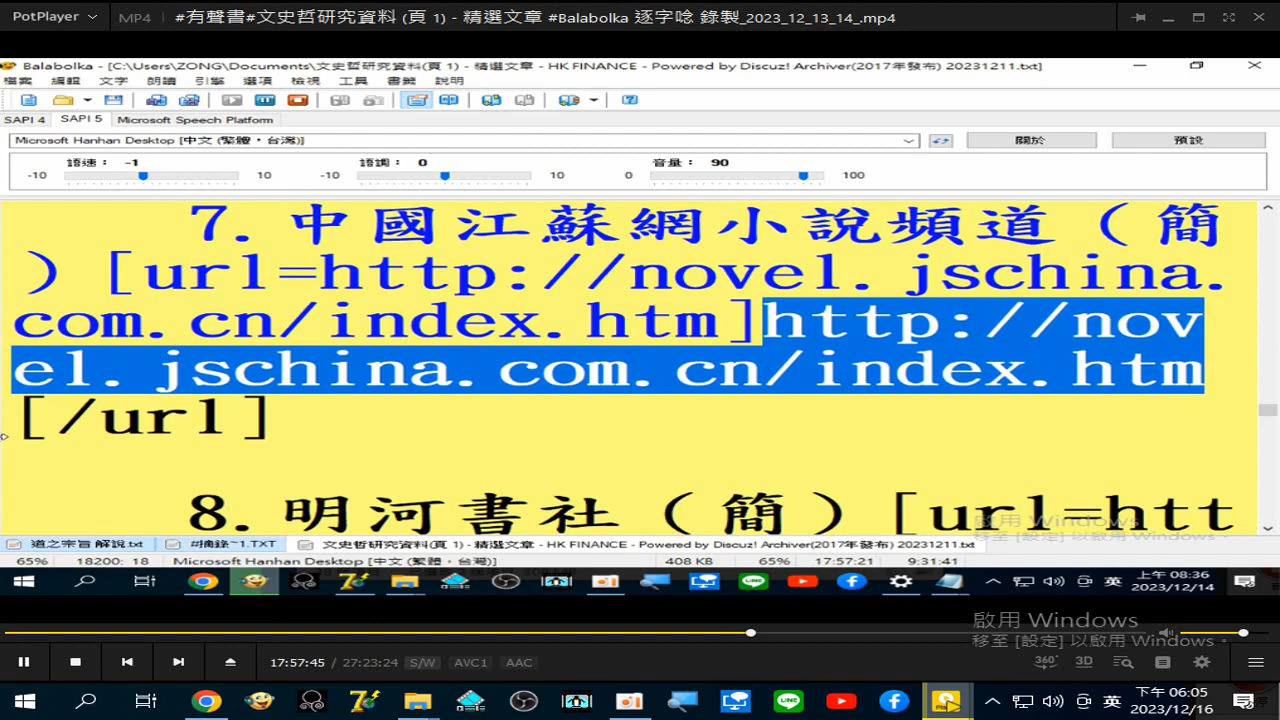 PotPlayer MP4 #有聲書#文史哲研究資料 (頁 1) - 精選文章 #Balabolka 逐字唸 錄製_2023_12_13_14_.mp4
Balabolka - [C:\Users\ZONG\Documents\文史哲研究資料(頁 1) - 精選文章 - HK FINANCE - Powered by Discuz! Archiver(2017年發布) 20231211.txt]
檔案 編輯 文字 朗讀 引擎 選項 檢視 工具 書籤 說明
SAPI 4 SAPI 5 Microsoft Speech Platform
Microsoft Hanhan Desktop [中文 (繁體，台灣)] 關於 預設
語速： -1 語調： 0 音量： 90
-10 10 -10 10 0 100
7. 中國江蘇網小說頻道（簡
）[url=http://novel.jschina.
com.cn/index.htm]http://nov
el.jschina.com.cn/index.htm
[/url]
8. 明河書社（簡）[url=htt
啟用 Windows
移至 [設定] 以啟用 Windows。
道之宗旨 解說.txt #摘錄~1.TXT 文史哲研究資料(頁 1) - 精選文章 - HK FINANCE - Powered by Discuz! Archiver(2017年發布) 20231211.txt
65% 18200: 18 Microsoft Hanhan Desktop [中文 (繁體，台灣)] 408 KB 65% 17:57:21 9:31:41
英 上午 08:36
2023/12/14
啟用 Windows
移至 [設定] 以啟用 Windows。
17:57:45 / 27:23:24 S/W AVC1 AAC 360° 3D
英 下午 06:05
2023/12/16